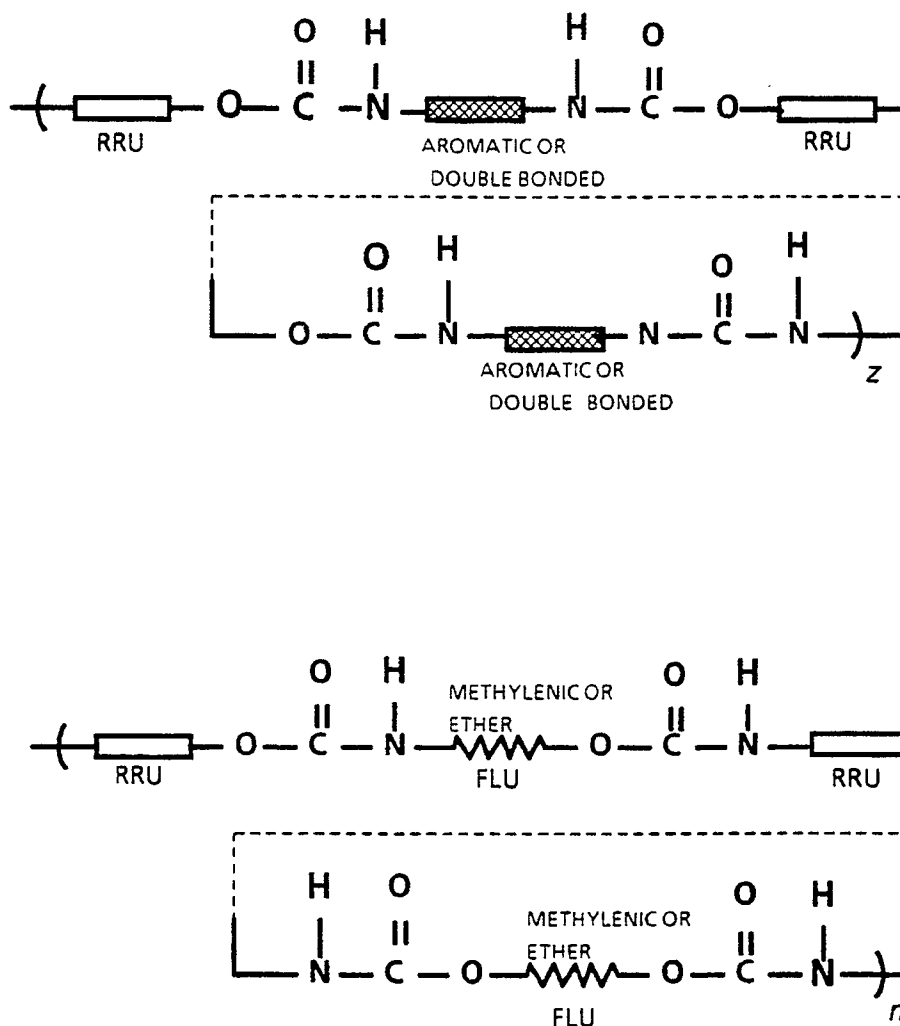 O H H O
( O C N N C O
RRU AROMATIC OR RRU
DOUBLE BONDED
O H O H
O C N N C N )
AROMATIC OR z
DOUBLE BONDED
O H O H
METHYLENIC OR
ETHER
( O C N O C N
RRU FLU RRU
H O O H
METHYLENIC OR
ETHER
N C O O C N )
FLU